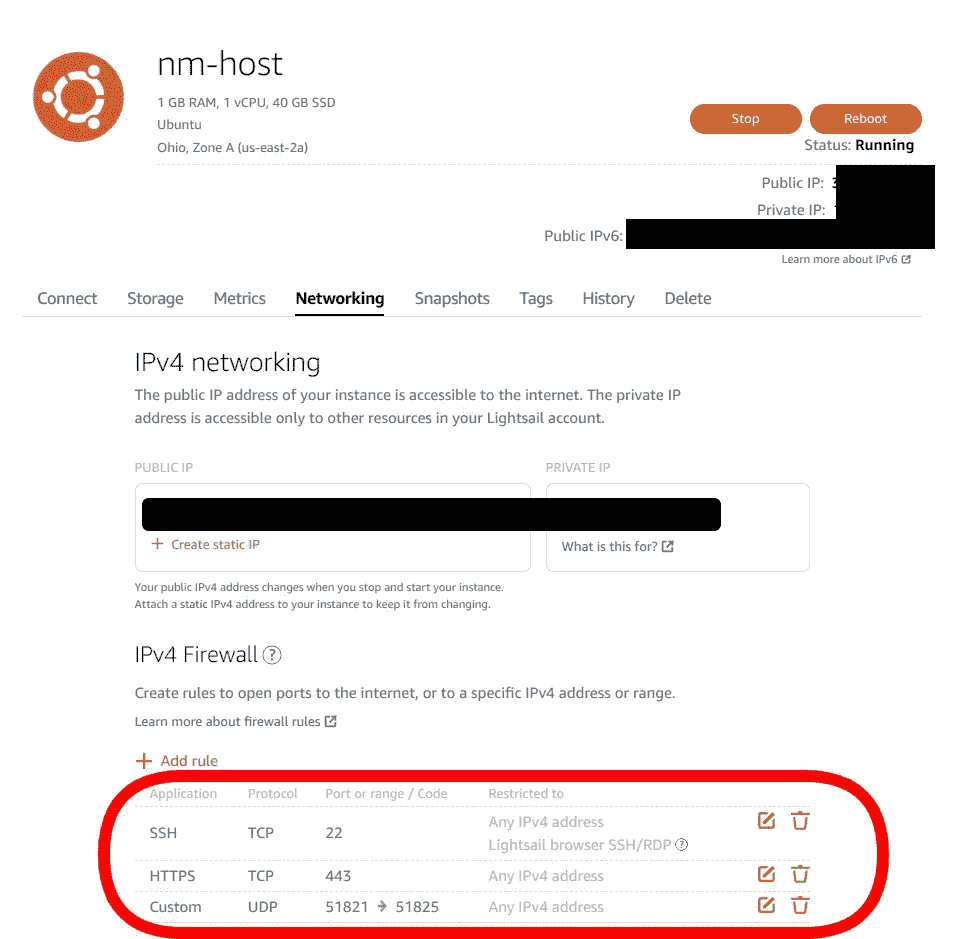 nm-host
1 GB RAM, 1 vCPU, 40 GB SSD
Ubuntu
Ohio, Zone A (us-east-2a)
Stop
Reboot
Status: Running
Public IP:
Private IP:
Public IPv6:
Learn more about IPv6
Connect Storage Metrics Networking Snapshots Tags History Delete
IPv4 networking
The public IP address of your instance is accessible to the internet. The private IP
address is accessible only to other resources in your Lightsail account.
PUBLIC IP
PRIVATE IP
+ Create static IP
What is this for?
Your public IPv4 address changes when you stop and start your instance.
Attach a static IPv4 address to your instance to keep it from changing.
IPv4 Firewall ?
Create rules to open ports to the internet, or to a specific IPv4 address or range.
Learn more about firewall rules
+ Add rule
Application Protocol Port or range / Code Restricted to
SSH TCP 22 Any IPv4 address
Lightsail browser SSH/RDP ?
HTTPS TCP 443 Any IPv4 address
Custom UDP 51821 → 51825 Any IPv4 address